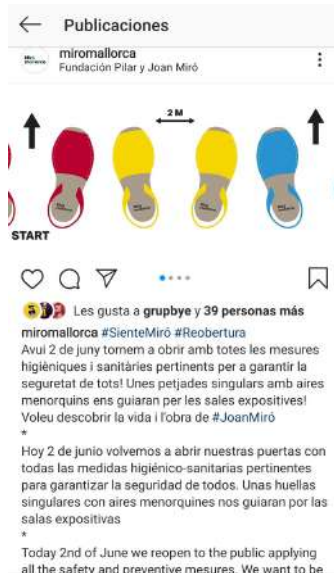 Publicaciones
miromallorca
Fundación Pilar y Joan Miró
2 M
START
Les gusta a grupbye y 39 personas más
miromallorca #SienteMiró #Reobertura
Avui 2 de juny tornem a obrir amb totes les mesures
higièniques i sanitàries pertinents per a garantir la
seguretat de tots! Unes petjades singulars amb aires
menorquins ens guiaran per les sales expositives!
Voleu descobrir la vida i l'obra de #JoanMiró
*
Hoy 2 de junio volvemos a abrir nuestras puertas con
todas las medidas higiénico-sanitarias pertinentes
para garantizar la seguridad de todos. Unas huellas
singulares con aires menorquines nos guiaran por las
salas expositivas
*
Today 2nd of June we reopen to the public applying
all the safety and preventive mesures. We want to be